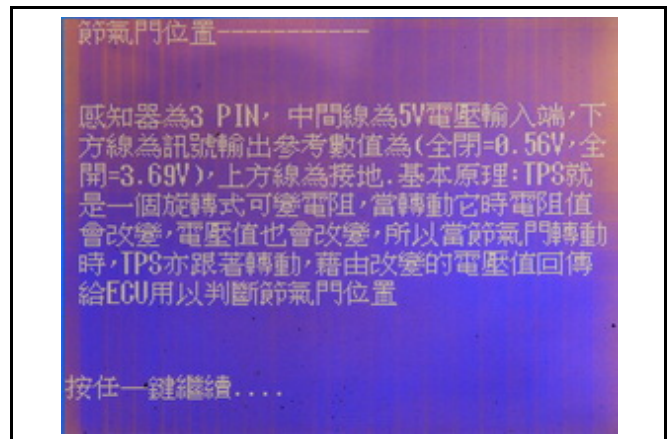 節氣門位置-----------
感知器為3 PIN, 中間線為5V電壓輸入端,下
方線為訊號輸出參考數值為(全閉=0.56V,全
開=3.69V),上方線為接地.基本原理:TPS就
是一個旋轉式可變電阻,當轉動它時電阻值
會改變,電壓值也會改變,所以當節氣門轉動
時,TPS亦跟著轉動,藉由改變的電壓值回傳
給ECU用以判斷節氣門位置
按任一鍵繼續....